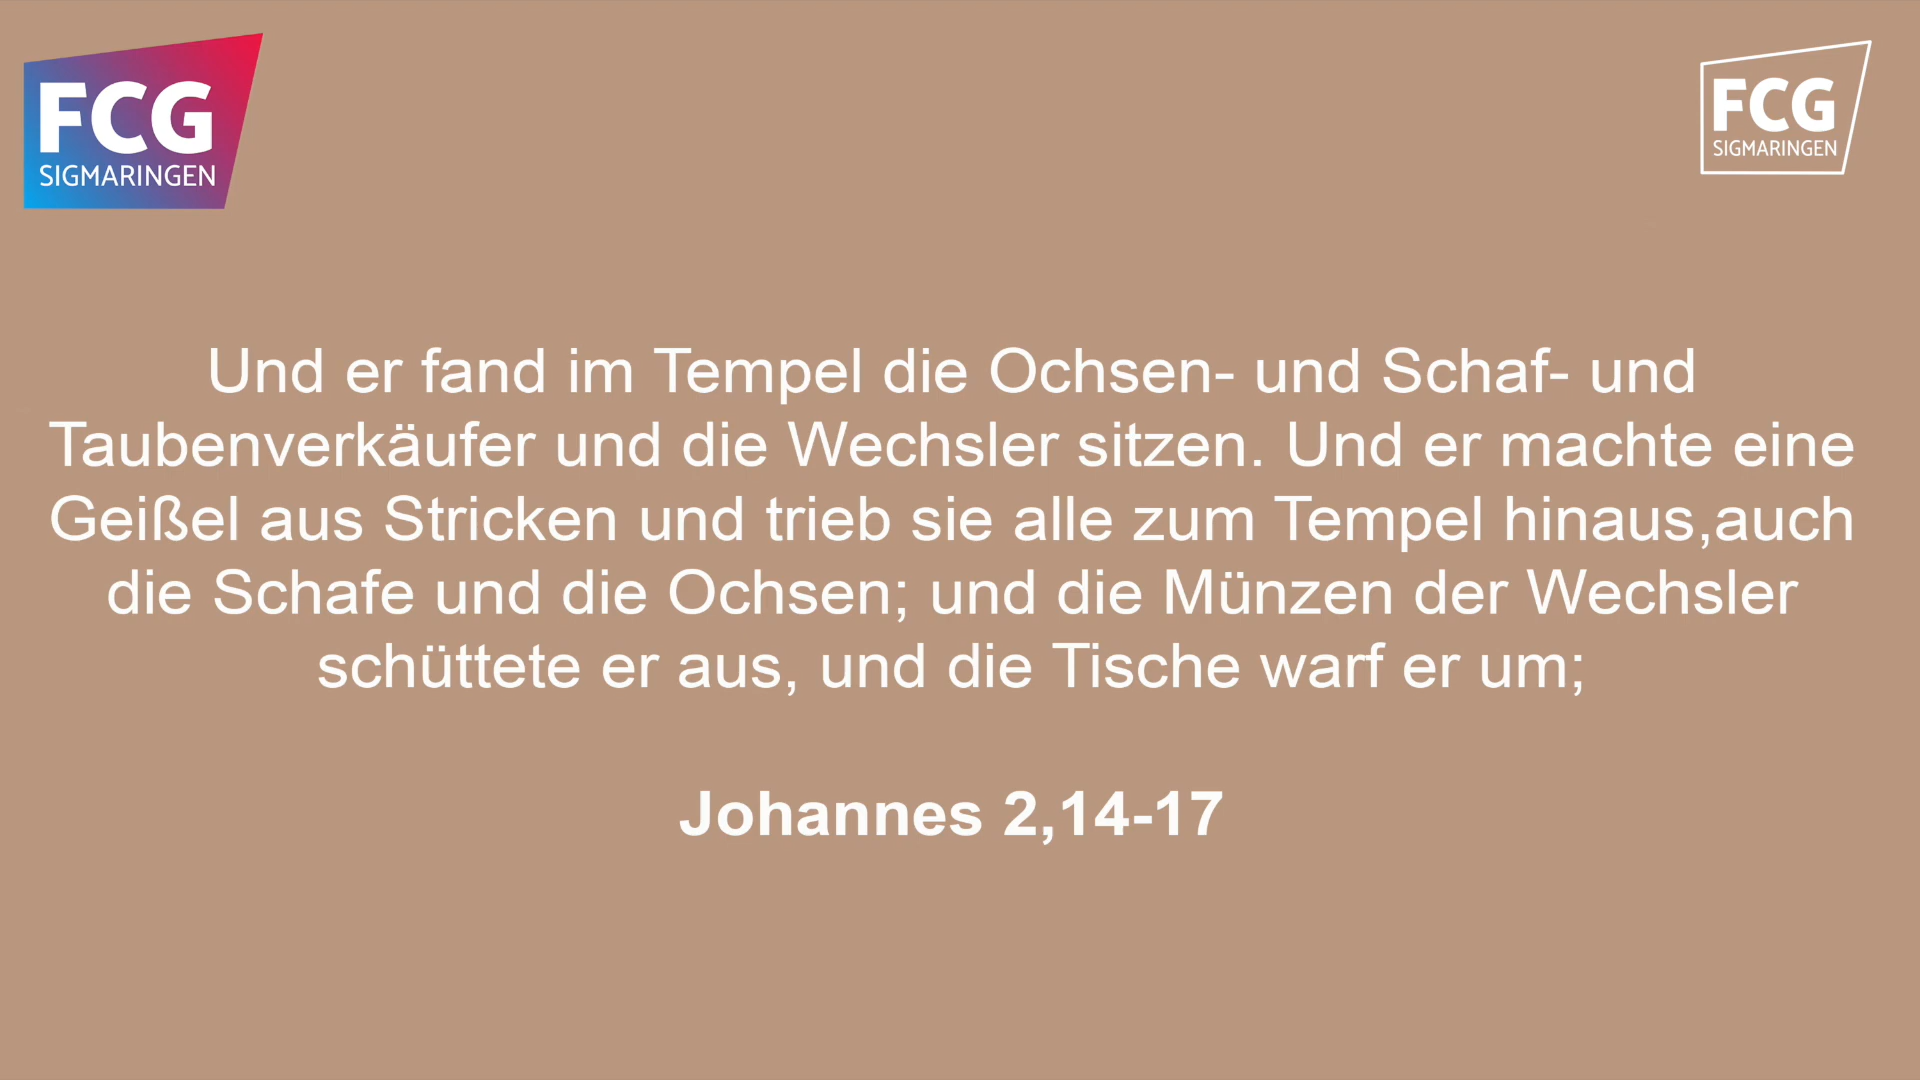 FCG
SIGMARINGEN
FCG
SIGMARINGEN
Und er fand im Tempel die Ochsen- und Schaf- und
Taubenverkäufer und die Wechsler sitzen. Und er machte eine
Geißel aus Stricken und trieb sie alle zum Tempel hinaus,auch
die Schafe und die Ochsen; und die Münzen der Wechsler
schüttete er aus, und die Tische warf er um;
Johannes 2,14-17